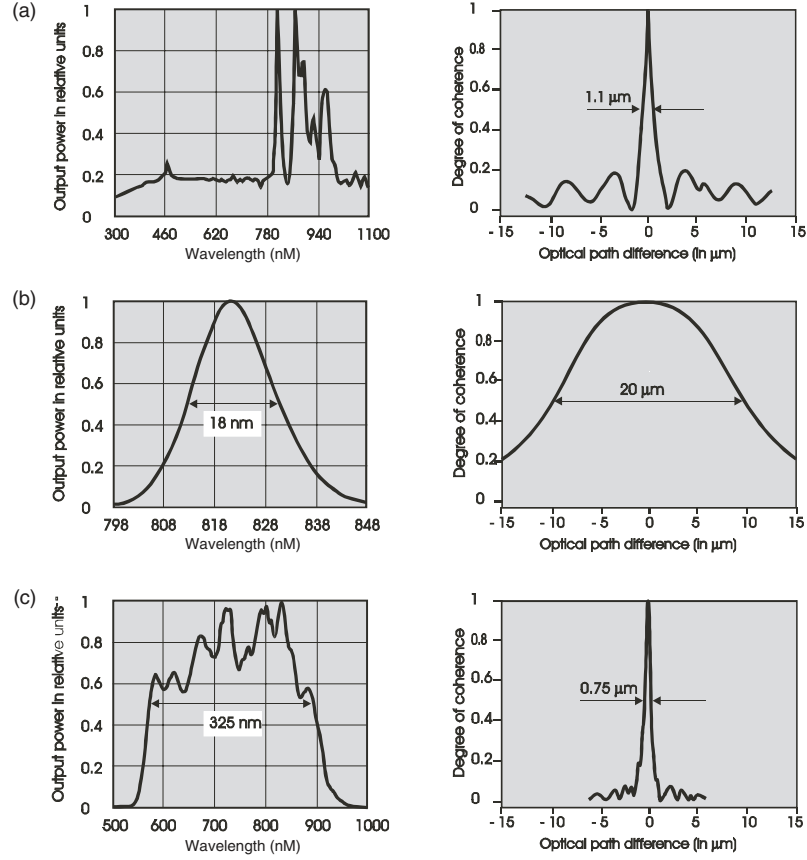 (a)
Output power in relative units
1
0.8
0.6
0.4
0.2
0
300 460 620 780 940 1100
Wavelength (nM)
Degree of coherence
1
0.8
0.6
0.4
0.2
0
1.1 μm
- 15 - 10 - 5 0 5 10 15
Optical path difference (in μm)
(b)
Output power in relative units
1
0.8
0.6
0.4
0.2
0
18 nm
798 808 818 828 838 848
Wavelength (nM)
Degree of coherence
1
0.8
0.6
0.4
0.2
0
20 μm
- 15 - 10 - 5 0 5 10 15
Optical path difference (in μm)
(c)
Output power in relative units
1
0.8
0.6
0.4
0.2
0
325 nm
500 600 700 800 900 1000
Wavelength (nM)
Degree of coherence
1
0.8
0.6
0.4
0.2
0
0.75 μm
- 15 - 10 - 5 0 5 10 15
Optical path difference (in μm)